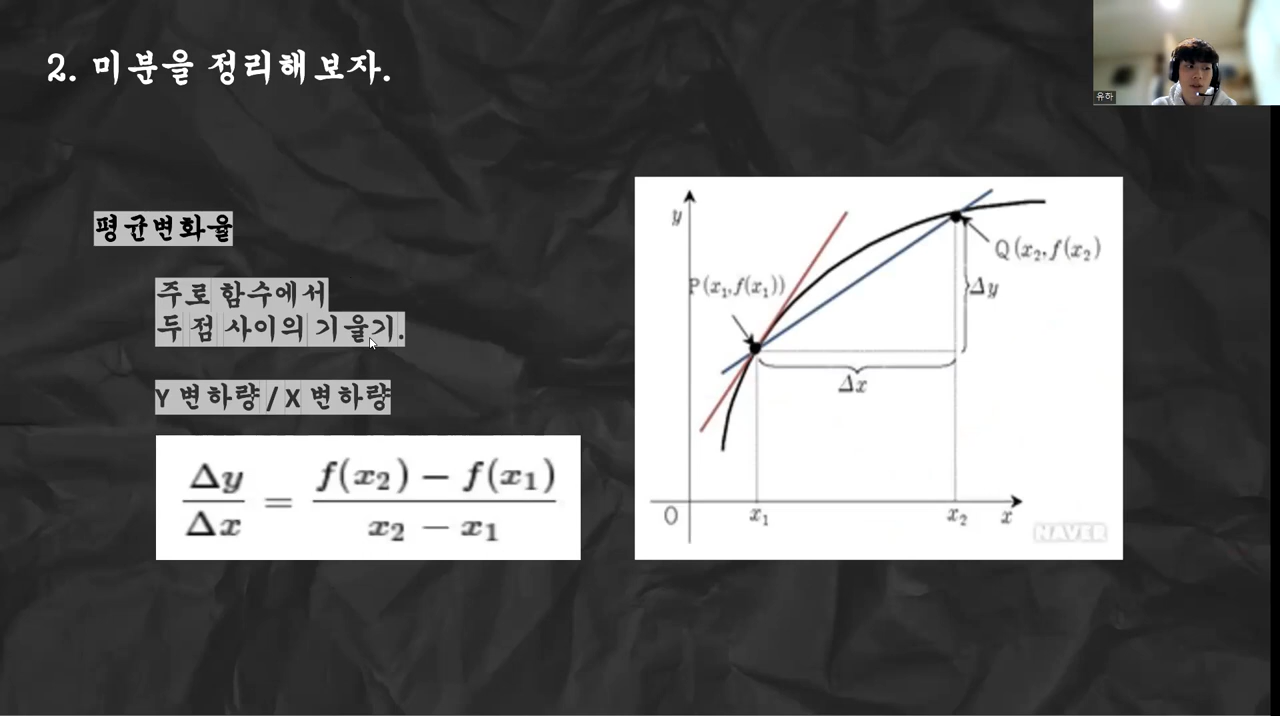 2. 미분을 정리해보자.
유하
평균변화율
주로 함수에서
두 점 사이의 기울기.
Y 변하량 / X 변하량
Δy / Δx = f(x₂) − f(x₁) / x₂ − x₁
y
Q(x₂, f(x₂)
P(x₁, f(x₁))
Δy
Δx
O
x₁
x₂
x
NAVER